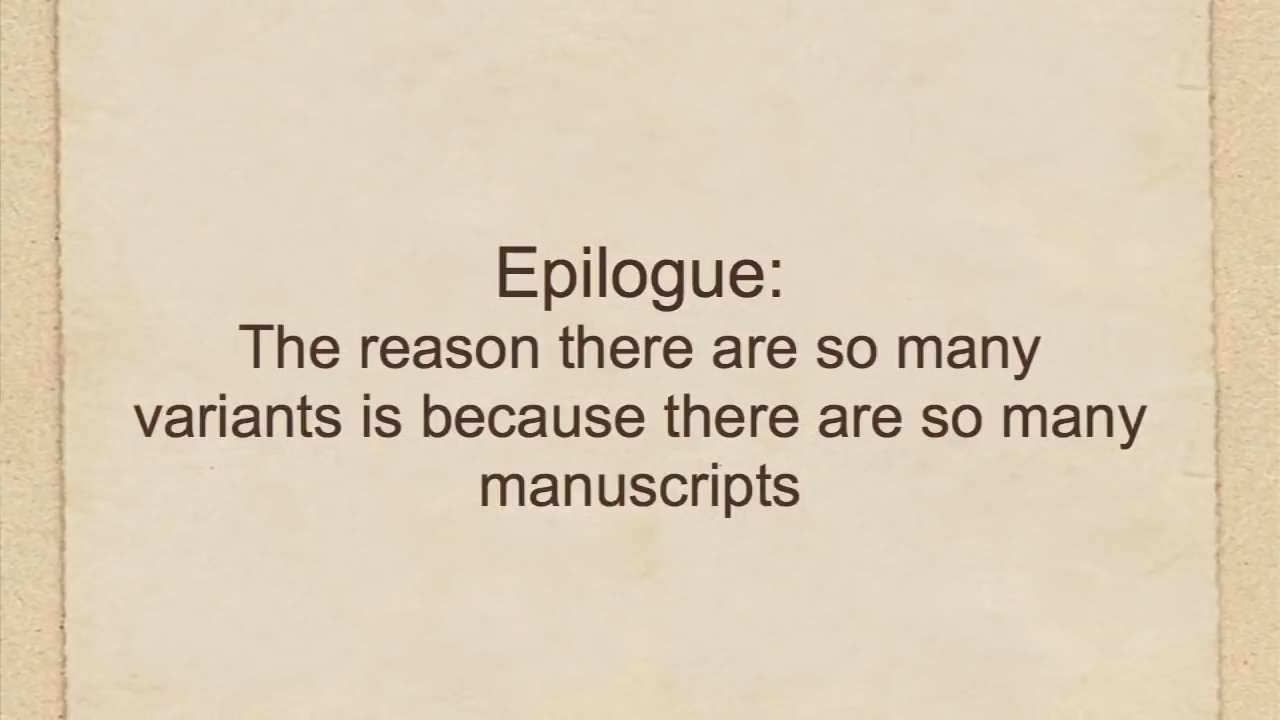 Epilogue:
The reason there are so many
variants is because there are so many
manuscripts